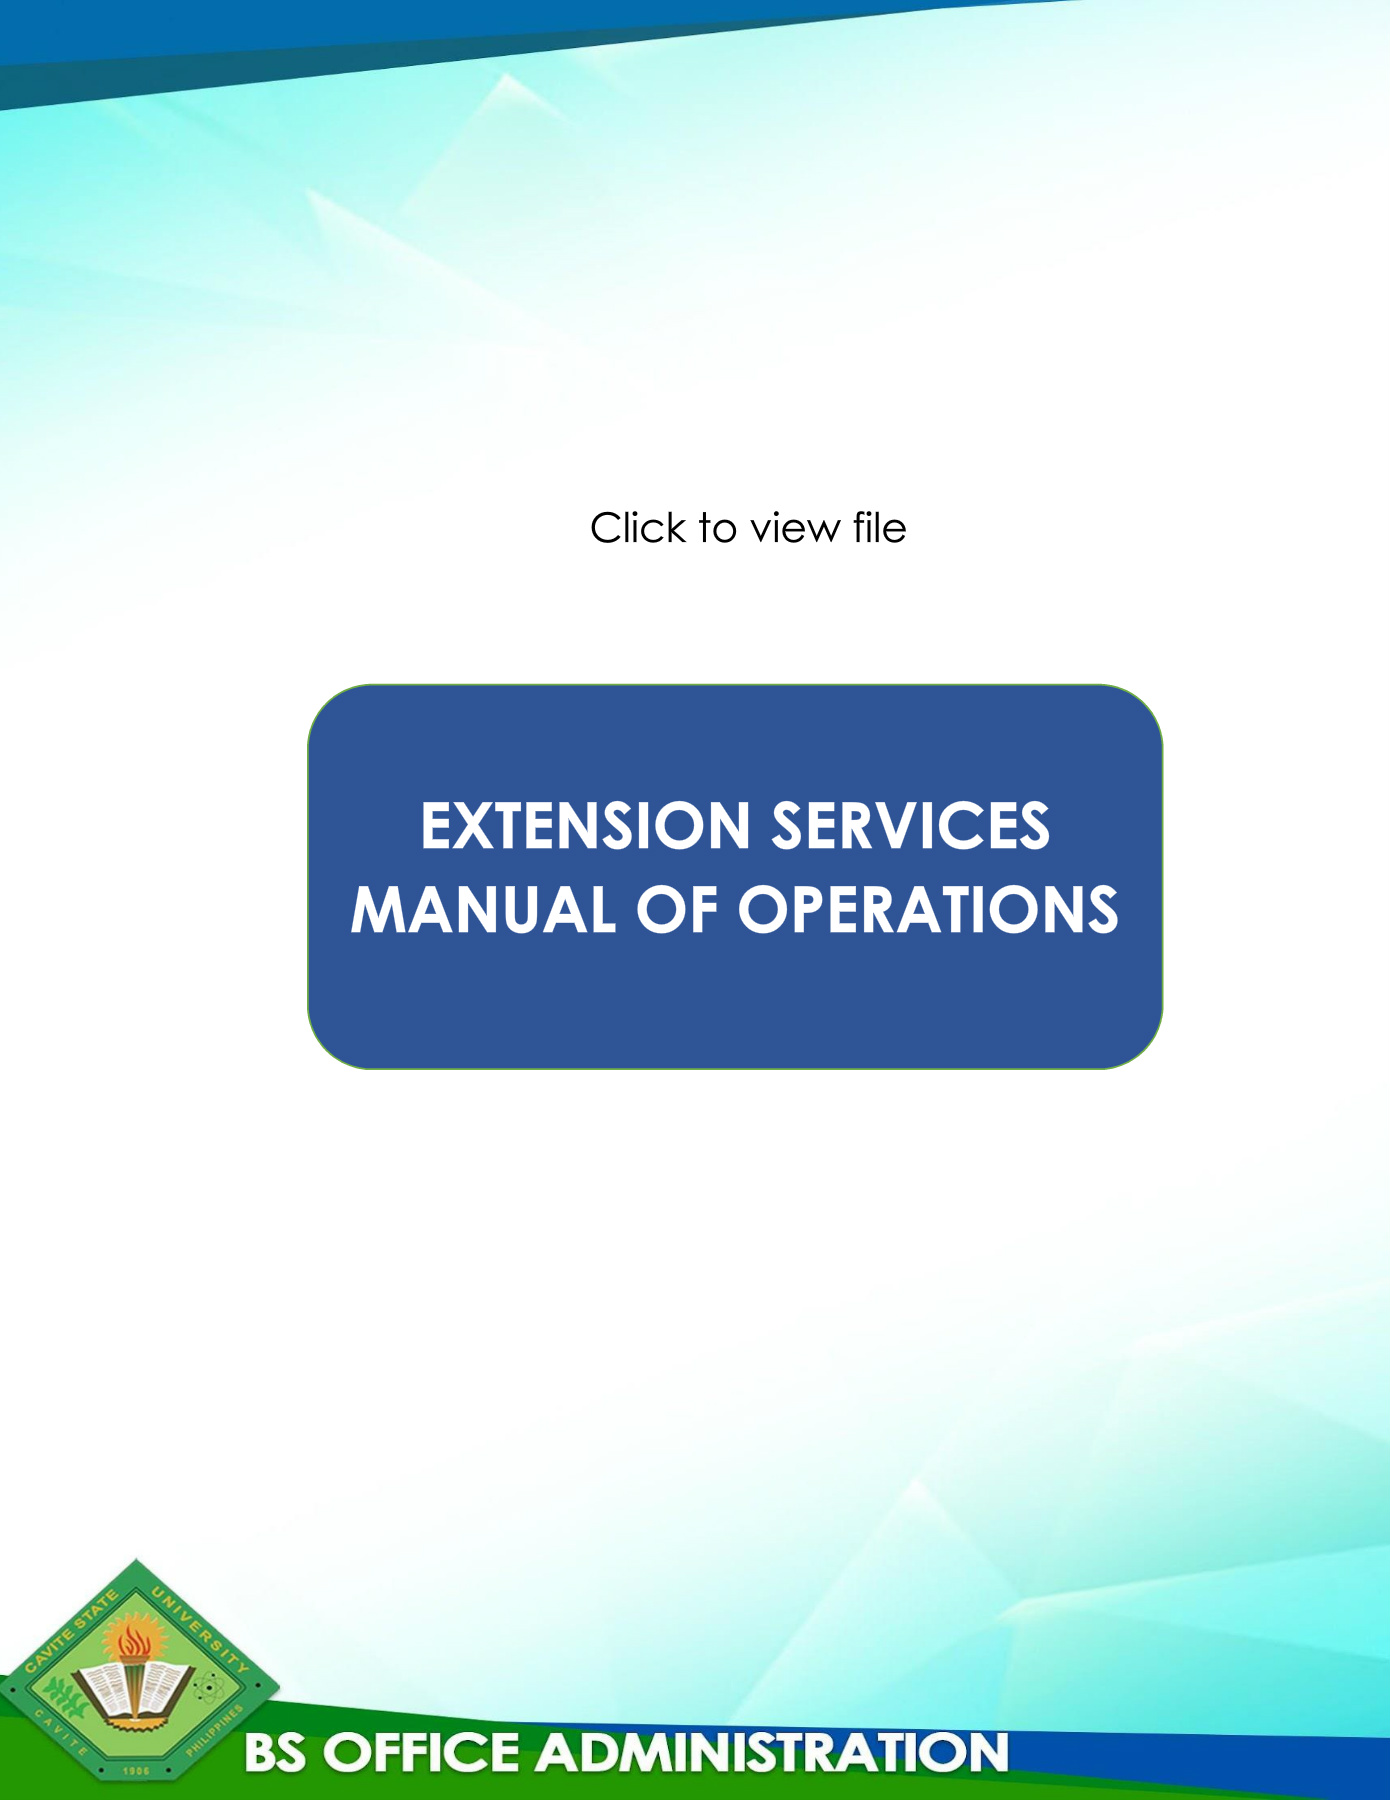 Click to view file
EXTENSION SERVICES
MANUAL OF OPERATIONS
CAVITE STATE
UNIVERSITY
CAVITE
PHILIPPINES
1906
BS OFFICE ADMINISTRATION